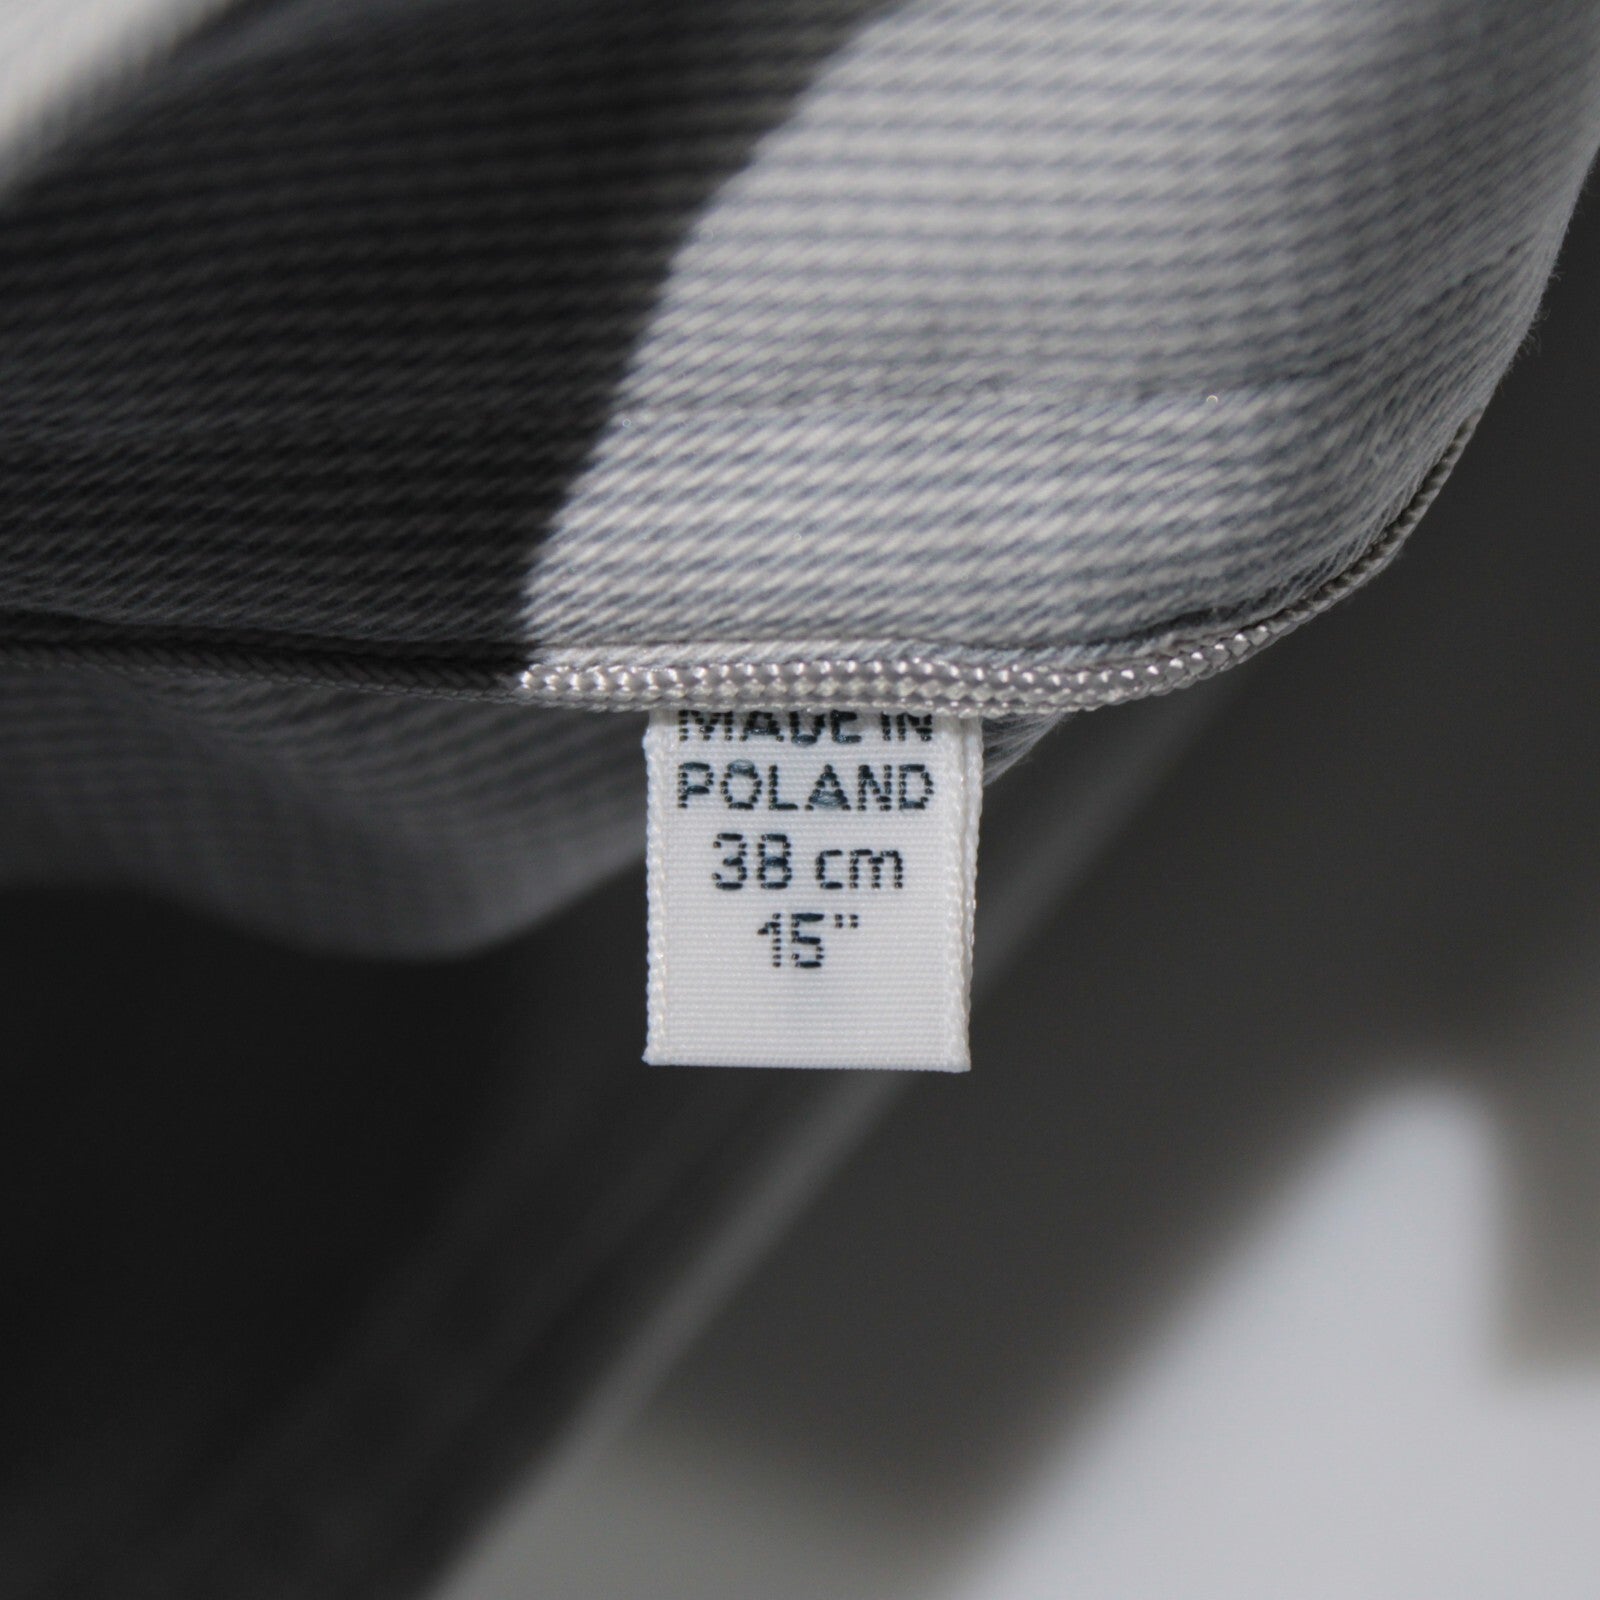 MADE IN
POLAND
38 cm
15"